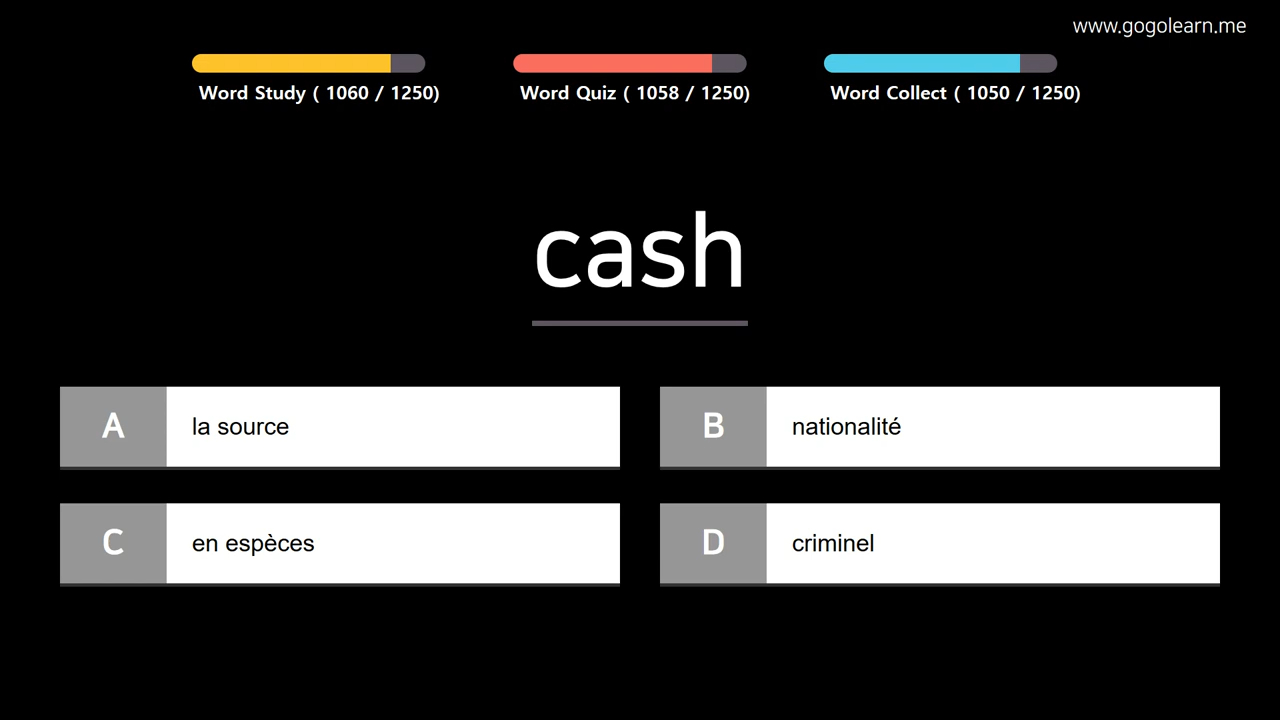 www.gogolearn.me
Word Study ( 1060 / 1250)
Word Quiz ( 1058 / 1250)
Word Collect ( 1050 / 1250)
cash
A
la source
B
nationalité
C
en espèces
D
criminel